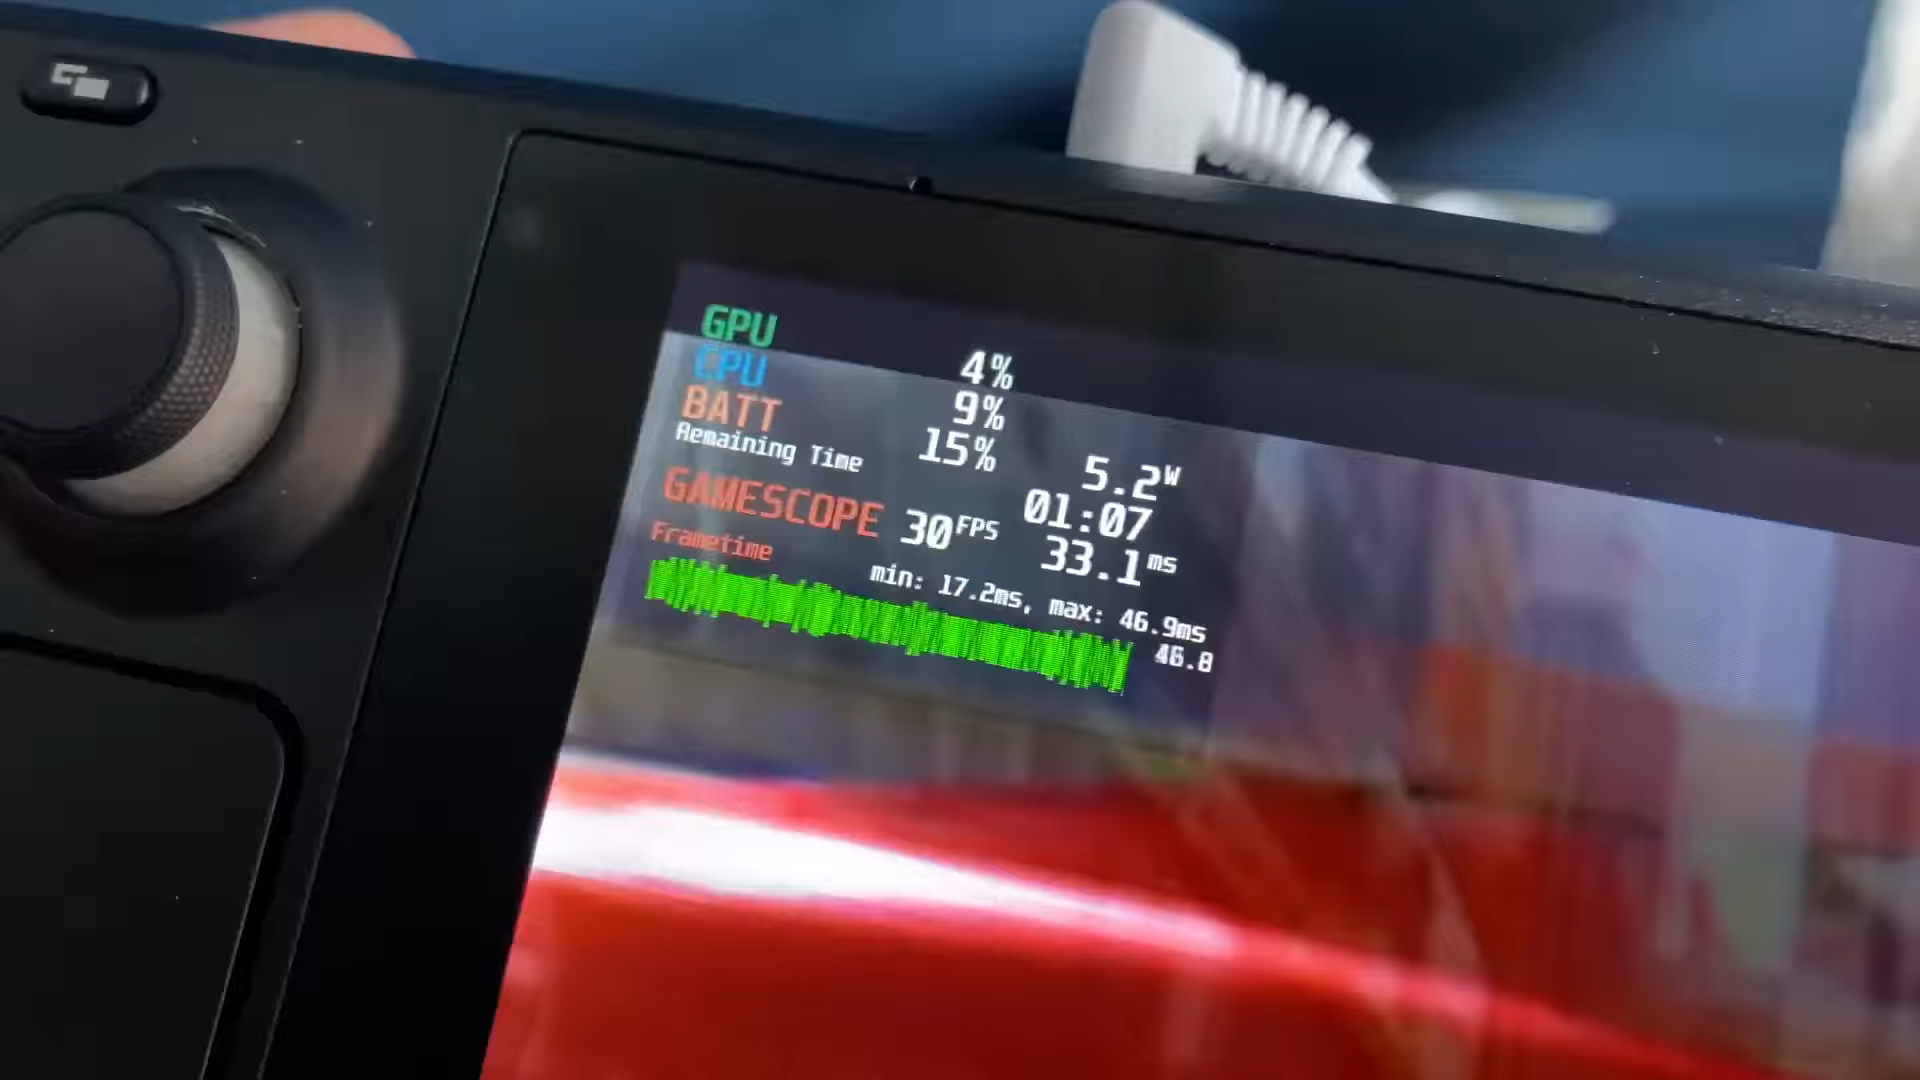 GPU 4%
CPU 9%
BATT 15% 5.2W
Remaining Time 01:07
GAMESCOPE 30FPS 33.1ms
Frametime min: 17.2ms, max: 46.9ms
46.8